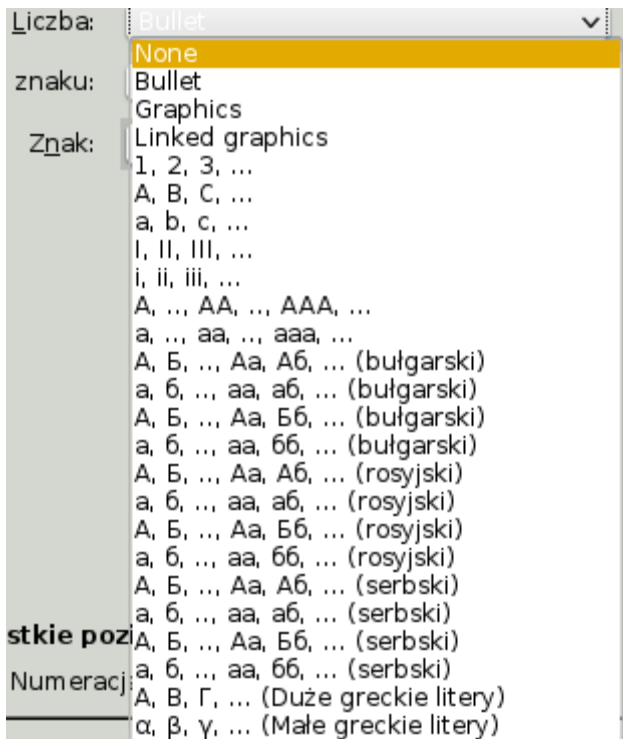 Liczba: Bullet
None
znaku: Bullet
Graphics
Znak: Linked graphics
1, 2, 3, ...
A, B, C, ...
a, b, c, ...
I, II, III, ...
i, ii, iii, ...
A, .., AA, .., AAA, ...
a, .., aa, .., aaa, ...
А, Б, .., Аа, Аб, ... (bułgarski)
а, б, .., аа, аб, ... (bułgarski)
А, Б, .., Аа, Бб, ... (bułgarski)
а, б, .., аа, бб, ... (bułgarski)
А, Б, .., Аа, Аб, ... (rosyjski)
а, б, .., аа, аб, ... (rosyjski)
А, Б, .., Аа, Бб, ... (rosyjski)
а, б, .., аа, бб, ... (rosyjski)
А, Б, .., Аа, Аб, ... (serbski)
а, б, .., аа, аб, ... (serbski)
stkie poz А, Б, .., Аа, Бб, ... (serbski)
Numeracj а, б, .., аа, бб, ... (serbski)
Α, Β, Γ, ... (Duże greckie litery)
α, β, γ, ... (Małe greckie litery)